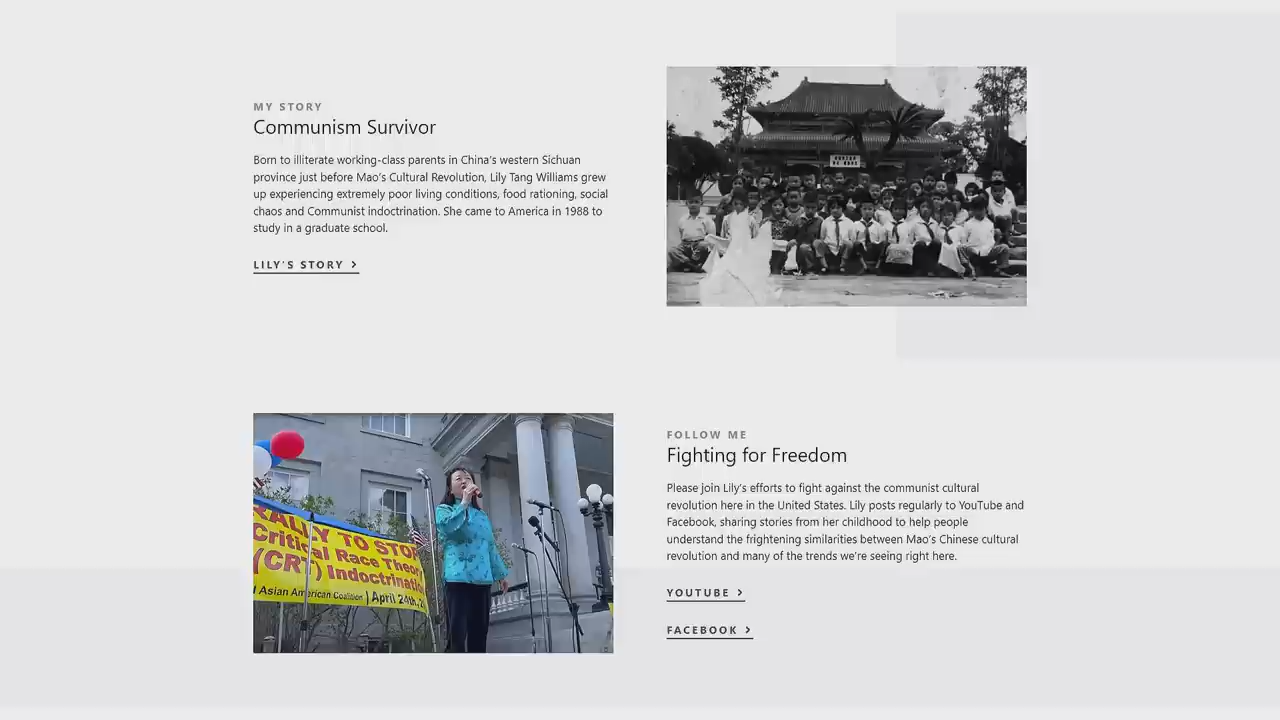 MY STORY
Communism Survivor
Born to illiterate working-class parents in China's western Sichuan
province just before Mao's Cultural Revolution, Lily Tang Williams grew
up experiencing extremely poor living conditions, food rationing, social
chaos and Communist indoctrination. She came to America in 1988 to
study in a graduate school.
LILY'S STORY
FOLLOW ME
Fighting for Freedom
Please join Lily's efforts to fight against the communist cultural
revolution here in the United States. Lily posts regularly to YouTube and
Facebook, sharing stories from her childhood to help people
understand the frightening similarities between Mao's Chinese cultural
revolution and many of the trends we're seeing right here.
YOUTUBE
FACEBOOK
RALLY TO STOP
Critical Race Theory
(CRT) Indoctrinati
Asian American Coalition | April 24th, 2